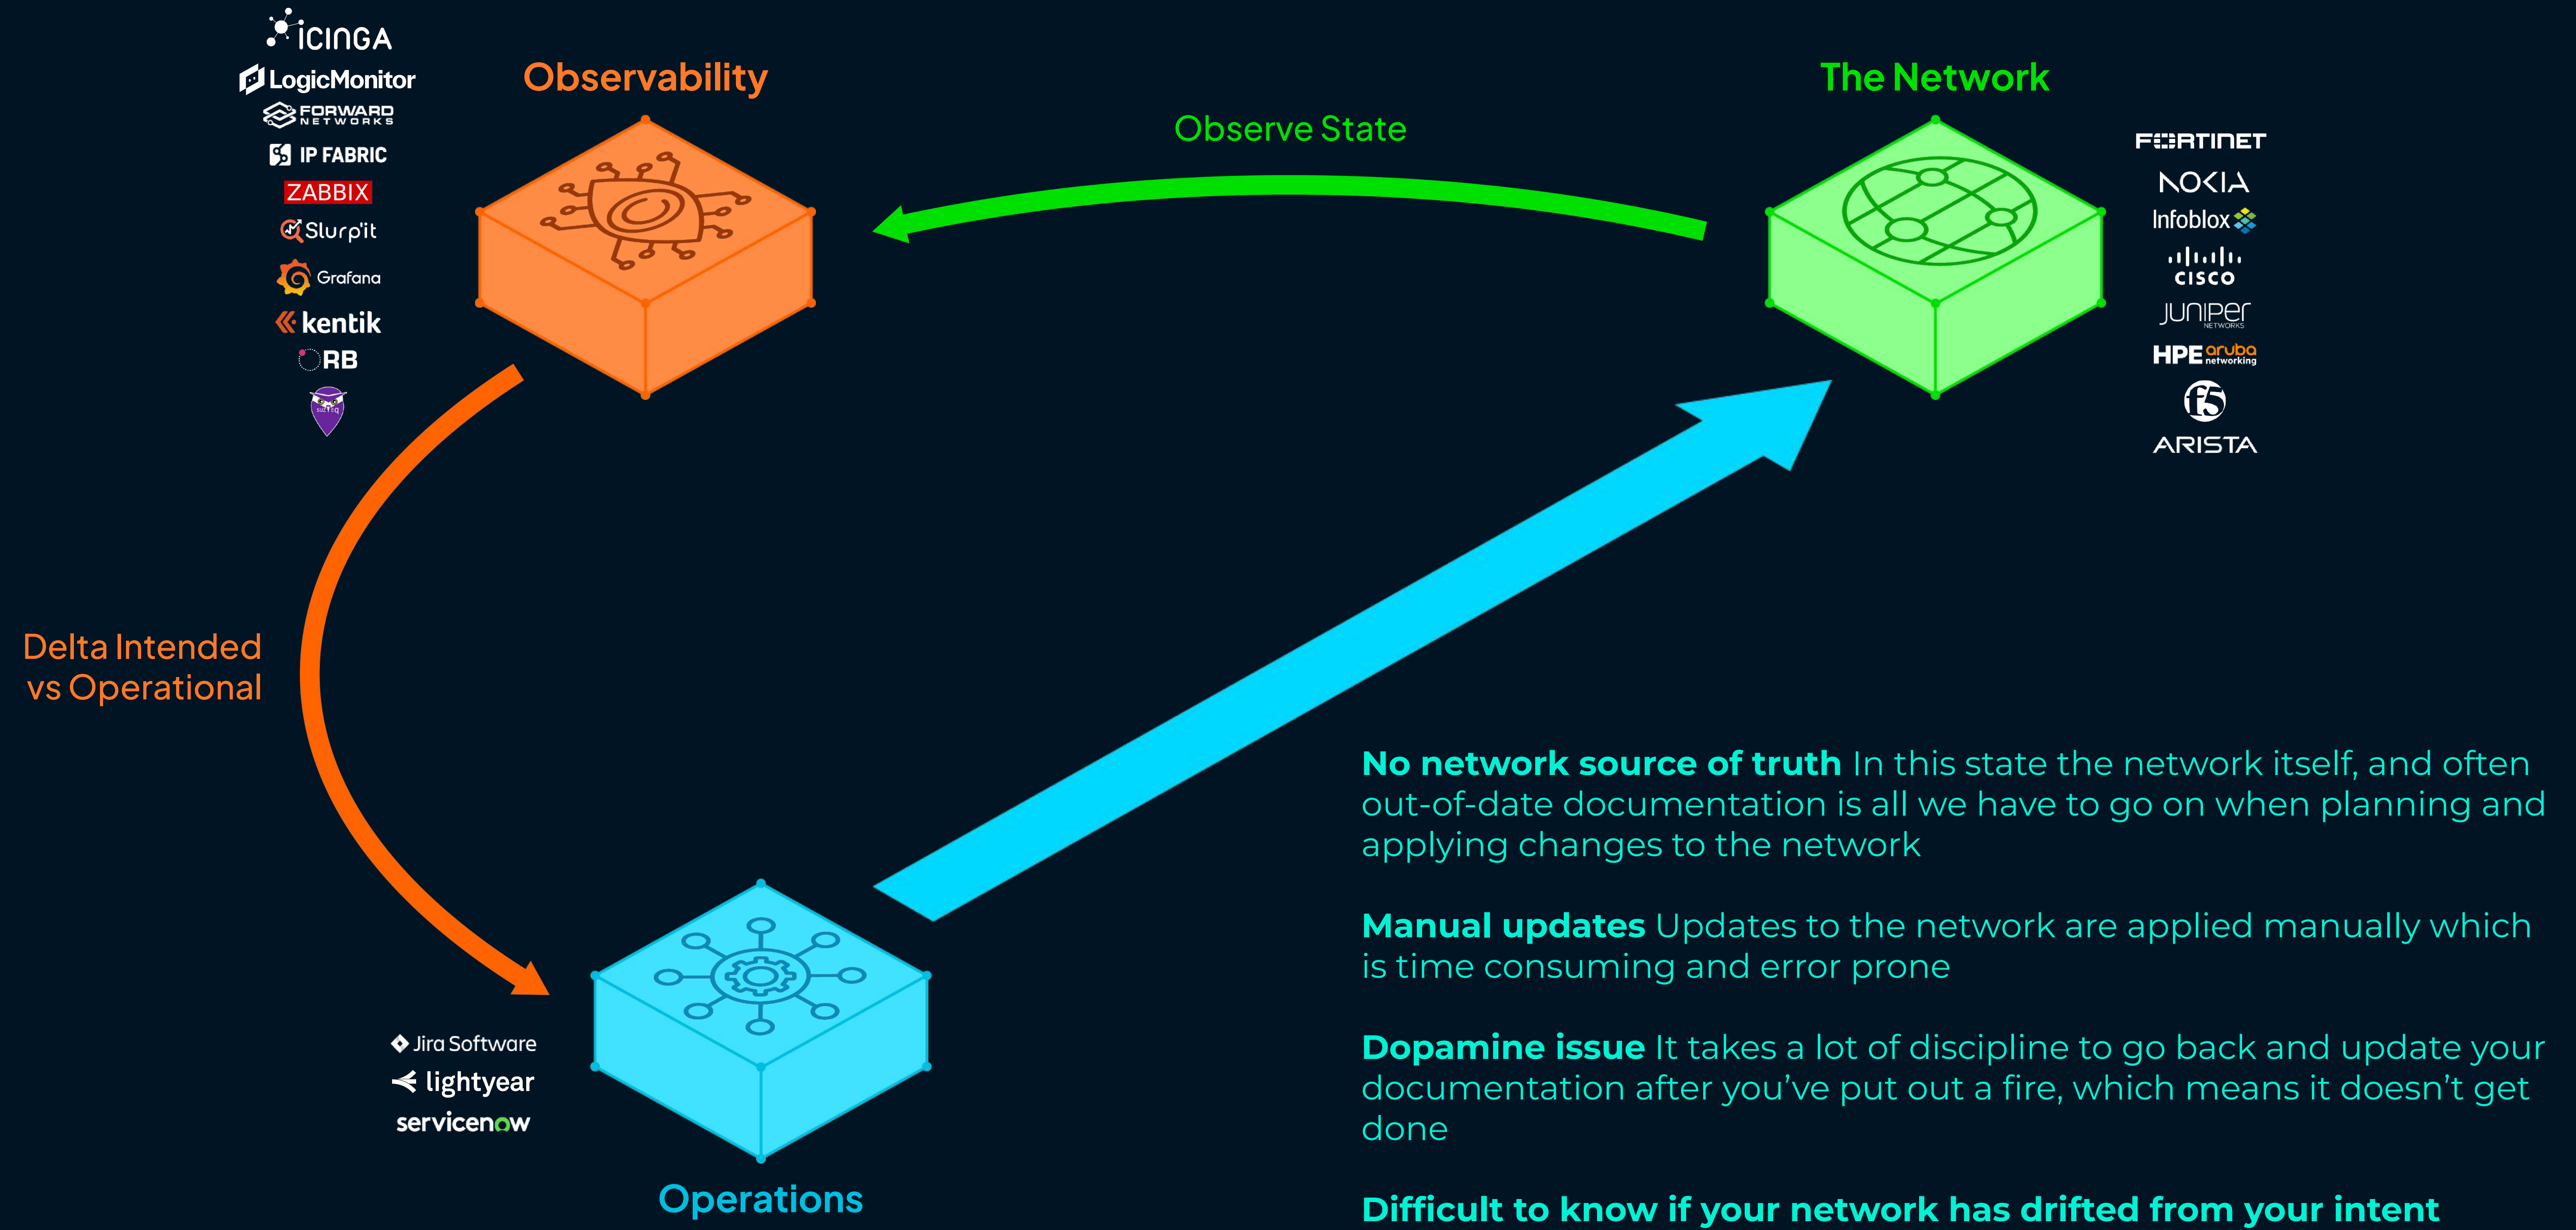 ICINGA
LogicMonitor
FORWARD
NETWORKS
IP FABRIC
ZABBIX
Slurp'it
Grafana
kentik
ORB
SUZIEQ
Observability
Observe State
The Network
FORTINET
NOKIA
Infoblox
CISCO
JUNIPER
NETWORKS
HPE aruba
networking
f5
ARISTA
Delta Intended
vs Operational
Jira Software
lightyear
servicenow
Operations
No network source of truth In this state the network itself, and often
out-of-date documentation is all we have to go on when planning and
applying changes to the network
Manual updates Updates to the network are applied manually which
is time consuming and error prone
Dopamine issue It takes a lot of discipline to go back and update your
documentation after you’ve put out a fire, which means it doesn’t get
done
Difficult to know if your network has drifted from your intent